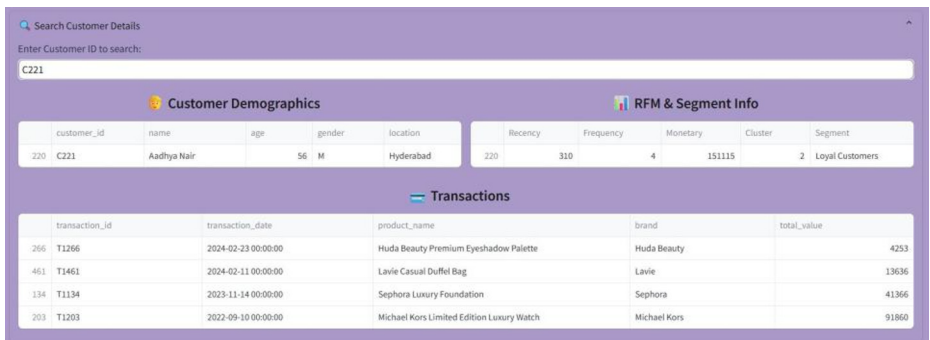 Search Customer Details
Enter Customer ID to search:
C221
Customer Demographics
customer_id name age gender location
220 C221 Aadhya Nair 56 M Hyderabad
RFM & Segment Info
Recency Frequency Monetary Cluster Segment
220 310 4 151115 2 Loyal Customers
Transactions
transaction_id transaction_date product_name brand total_value
266 T1266 2024-02-23 00:00:00 Huda Beauty Premium Eyeshadow Palette Huda Beauty 4253
461 T1461 2024-02-11 00:00:00 Lavie Casual Duffel Bag Lavie 13636
134 T1134 2023-11-14 00:00:00 Sephora Luxury Foundation Sephora 41366
203 T1203 2022-09-10 00:00:00 Michael Kors Limited Edition Luxury Watch Michael Kors 91860